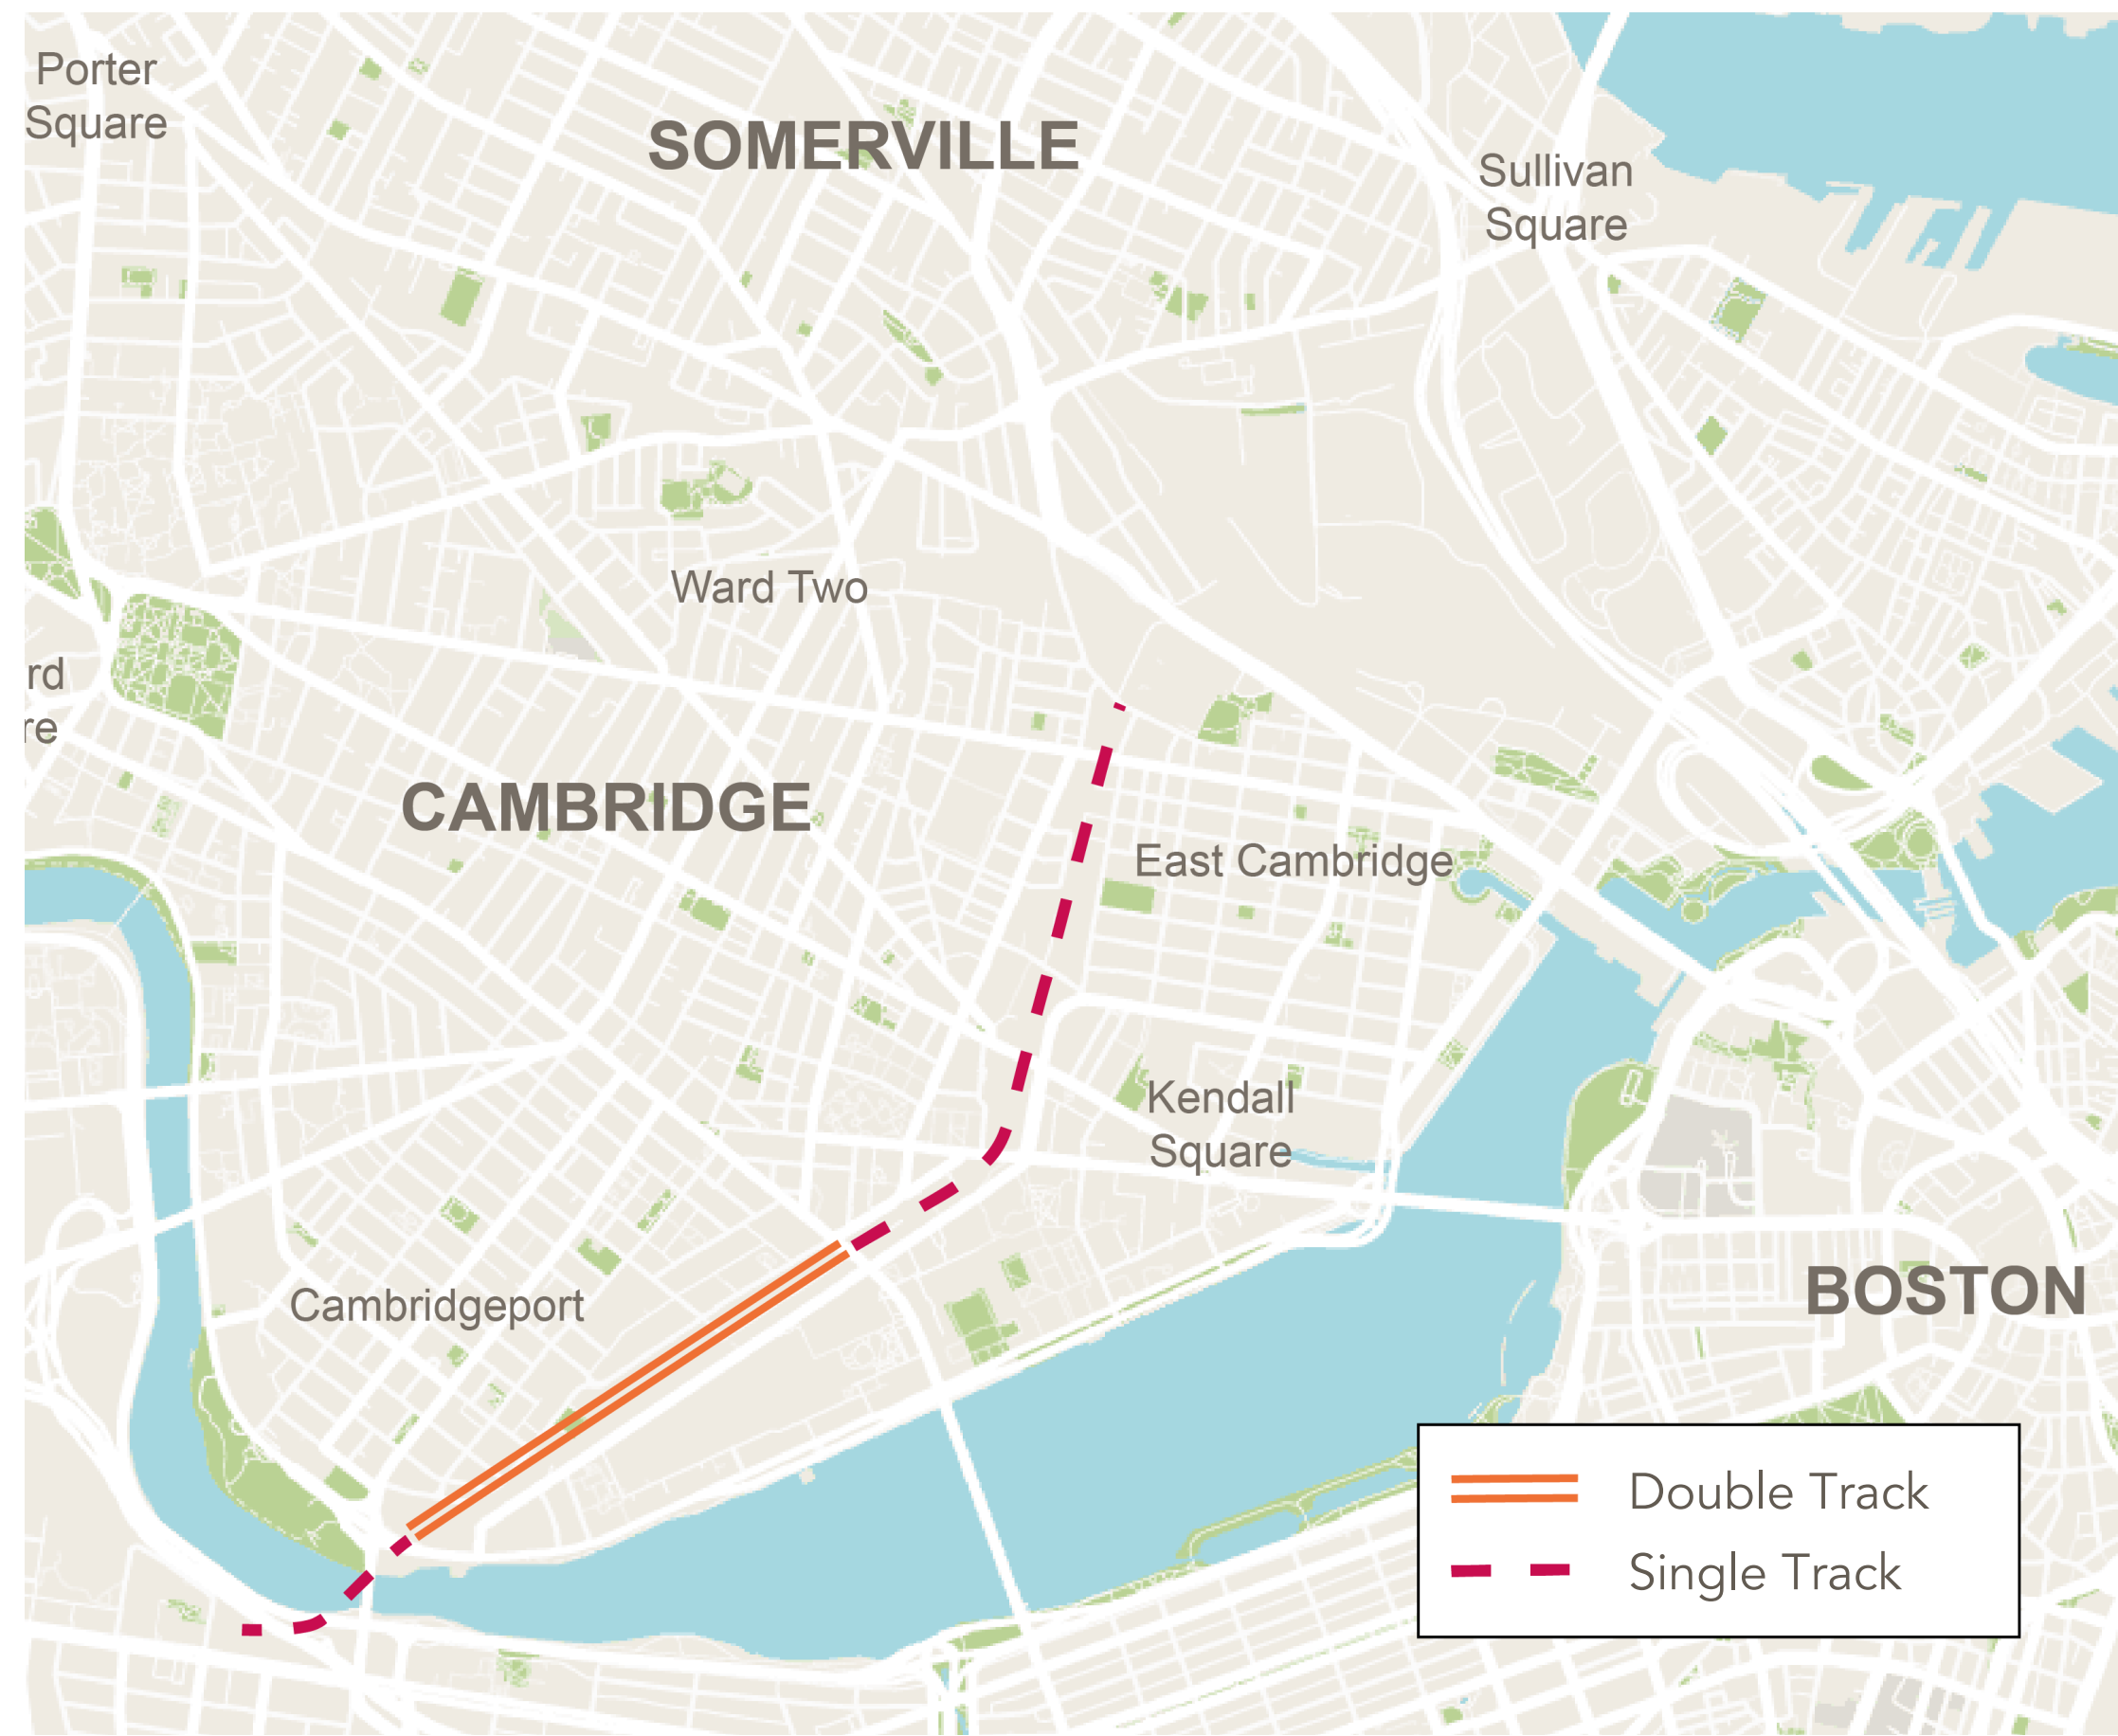 Porter
Square
SOMERVILLE
Sullivan
Square
Ward Two
rd
re
CAMBRIDGE
East Cambridge
Kendall
Square
Cambridgeport
BOSTON
Double Track
Single Track